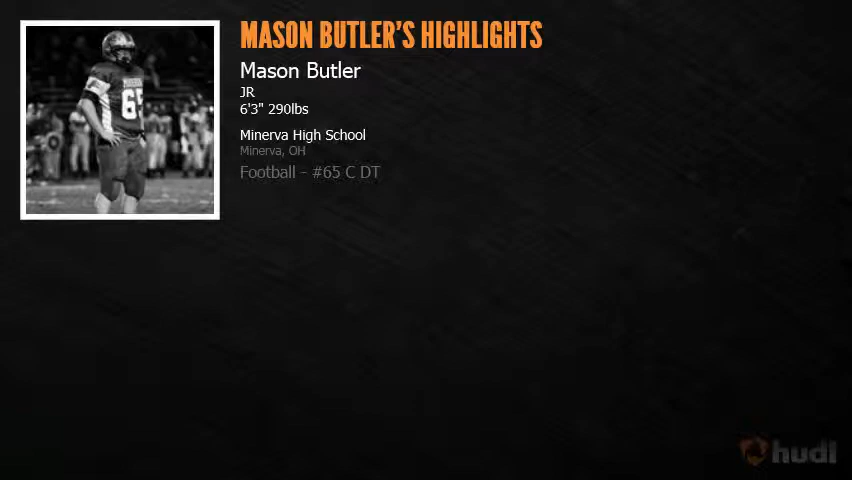 MASON BUTLER'S HIGHLIGHTS
Mason Butler
JR
6'3" 290lbs
Minerva High School
Minerva, OH
Football - #65 C DT
65
hudl